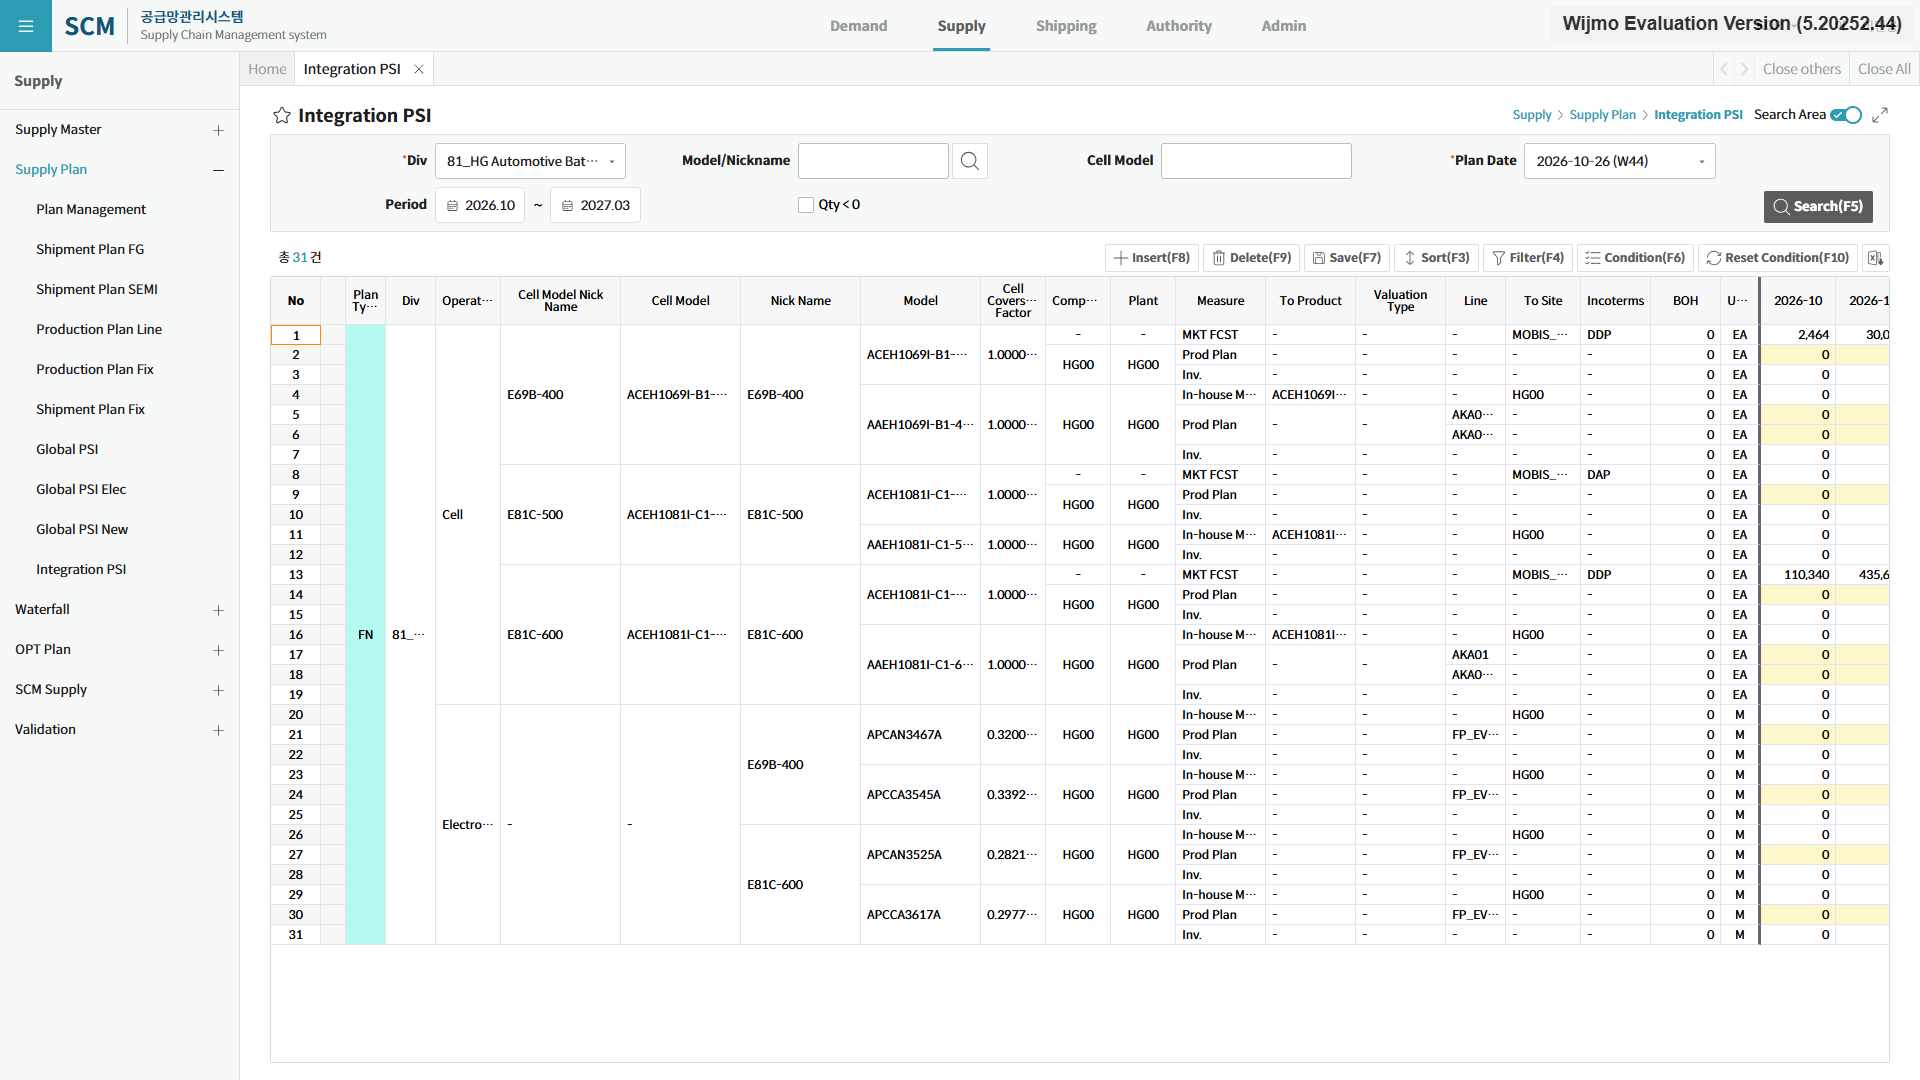 SCM
공급망관리시스템
Supply Chain Management system
Demand
Supply
Shipping
Authority
Admin
Wijmo Evaluation Version (5.20252.44)
Supply
Home
Integration PSI
Close others
Close All
Supply Master
Supply Plan
Plan Management
Shipment Plan FG
Shipment Plan SEMI
Production Plan Line
Production Plan Fix
Shipment Plan Fix
Global PSI
Global PSI Elec
Global PSI New
Integration PSI
Waterfall
OPT Plan
SCM Supply
Validation
Integration PSI
Supply > Supply Plan > Integration PSI
Search Area
*Div 81_HG Automotive Bat···
Model/Nickname
Cell Model
*Plan Date 2026-10-26 (W44)
Period 2026.10 ~ 2027.03
Qty < 0
Search(F5)
총 31 건
Insert(F8) Delete(F9) Save(F7) Sort(F3) Filter(F4) Condition(F6) Reset Condition(F10)
No Plan Ty··· Div Operat··· Cell Model Nick Name Cell Model Nick Name Model Cell Covers··· Factor Comp··· Plant Measure To Product Valuation Type Line To Site Incoterms BOH U··· 2026-10 2026-1
1 FN 81_··· Cell E69B-400 ACEH1069I-B1-··· E69B-400 ACEH1069I-B1-··· 1.0000··· - - MKT FCST - - - MOBIS_··· DDP 0 EA 2,464 30,0
2 HG00 HG00 Prod Plan - - - - - 0 EA 0
3 Inv. - - - - - 0 EA 0
4 AAEH1069I-B1-4··· 1.0000··· HG00 HG00 In-house M··· ACEH1069I··· - - HG00 - 0 EA 0
5 Prod Plan - - AKA0··· - - 0 EA 0
6 AKA0··· - - 0 EA 0
7 Inv. - - - - - 0 EA 0
8 E81C-500 ACEH1081I-C1-··· E81C-500 ACEH1081I-C1-··· 1.0000··· - - MKT FCST - - - MOBIS_··· DAP 0 EA 0
9 HG00 HG00 Prod Plan - - - - - 0 EA 0
10 Inv. - - - - - 0 EA 0
11 AAEH1081I-C1-5··· 1.0000··· HG00 HG00 In-house M··· ACEH1081I··· - - HG00 - 0 EA 0
12 Inv. - - - - - 0 EA 0
13 E81C-600 ACEH1081I-C1-··· E81C-600 ACEH1081I-C1-··· 1.0000··· - - MKT FCST - - - MOBIS_··· DDP 0 EA 110,340 435,6
14 HG00 HG00 Prod Plan - - - - - 0 EA 0
15 Inv. - - - - - 0 EA 0
16 AAEH1081I-C1-6··· 1.0000··· HG00 HG00 In-house M··· ACEH1081I··· - - HG00 - 0 EA 0
17 Prod Plan - - AKA01 - - 0 EA 0
18 AKA0··· - - 0 EA 0
19 Inv. - - - - - 0 EA 0
20 Electro··· - - E69B-400 APCAN3467A 0.3200··· HG00 HG00 In-house M··· - - - HG00 - 0 M 0
21 Prod Plan - - FP_EV··· - - 0 M 0
22 Inv. - - - - - 0 M 0
23 APCCA3545A 0.3392··· HG00 HG00 In-house M··· - - - HG00 - 0 M 0
24 Prod Plan - - FP_EV··· - - 0 M 0
25 Inv. - - - - - 0 M 0
26 E81C-600 APCAN3525A 0.2821··· HG00 HG00 In-house M··· - - - HG00 - 0 M 0
27 Prod Plan - - FP_EV··· - - 0 M 0
28 Inv. - - - - - 0 M 0
29 APCCA3617A 0.2977··· HG00 HG00 In-house M··· - - - HG00 - 0 M 0
30 Prod Plan - - FP_EV··· - - 0 M 0
31 Inv. - - - - - 0 M 0